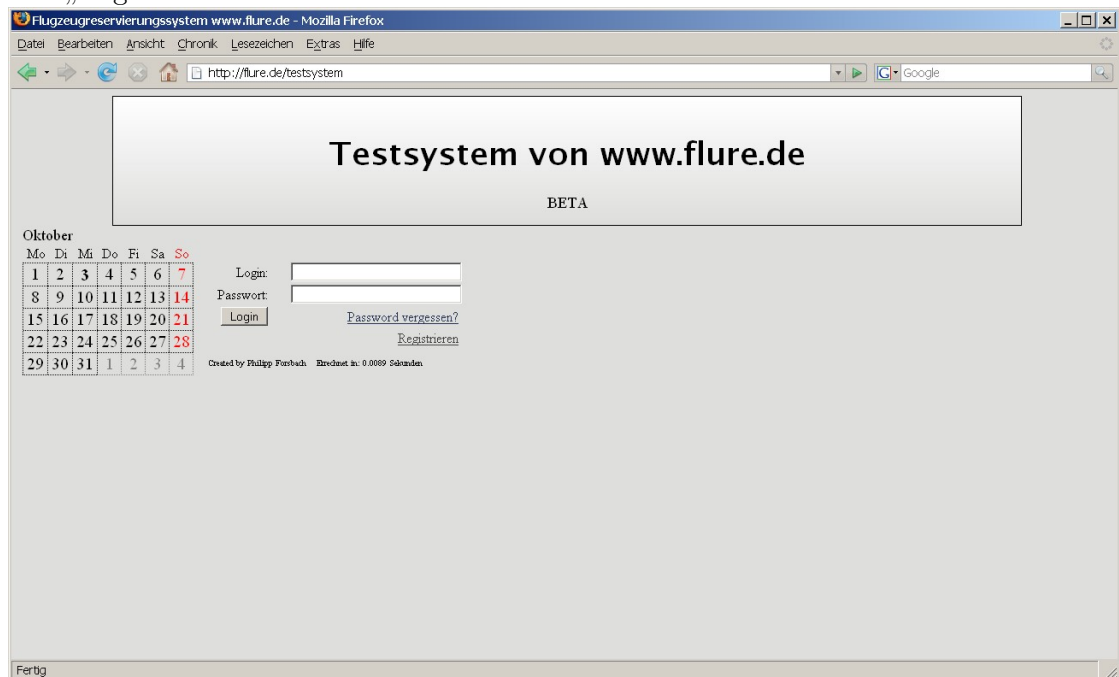 Flugzeugreservierungssystem www.flure.de - Mozilla Firefox
Datei Bearbeiten Ansicht Chronik Lesezeichen Extras Hilfe
http://flure.de/testsystem Google
Testsystem von www.flure.de
BETA
Oktober
Mo Di Mi Do Fi Sa So
1 2 3 4 5 6 7
8 9 10 11 12 13 14
15 16 17 18 19 20 21
22 23 24 25 26 27 28
29 30 31 1 2 3 4
Login:
Passwort:
Login Password vergessen?
Registrieren
Created by Philipp Forsbach Errechnet in: 0.0089 Sekunden
Fertig